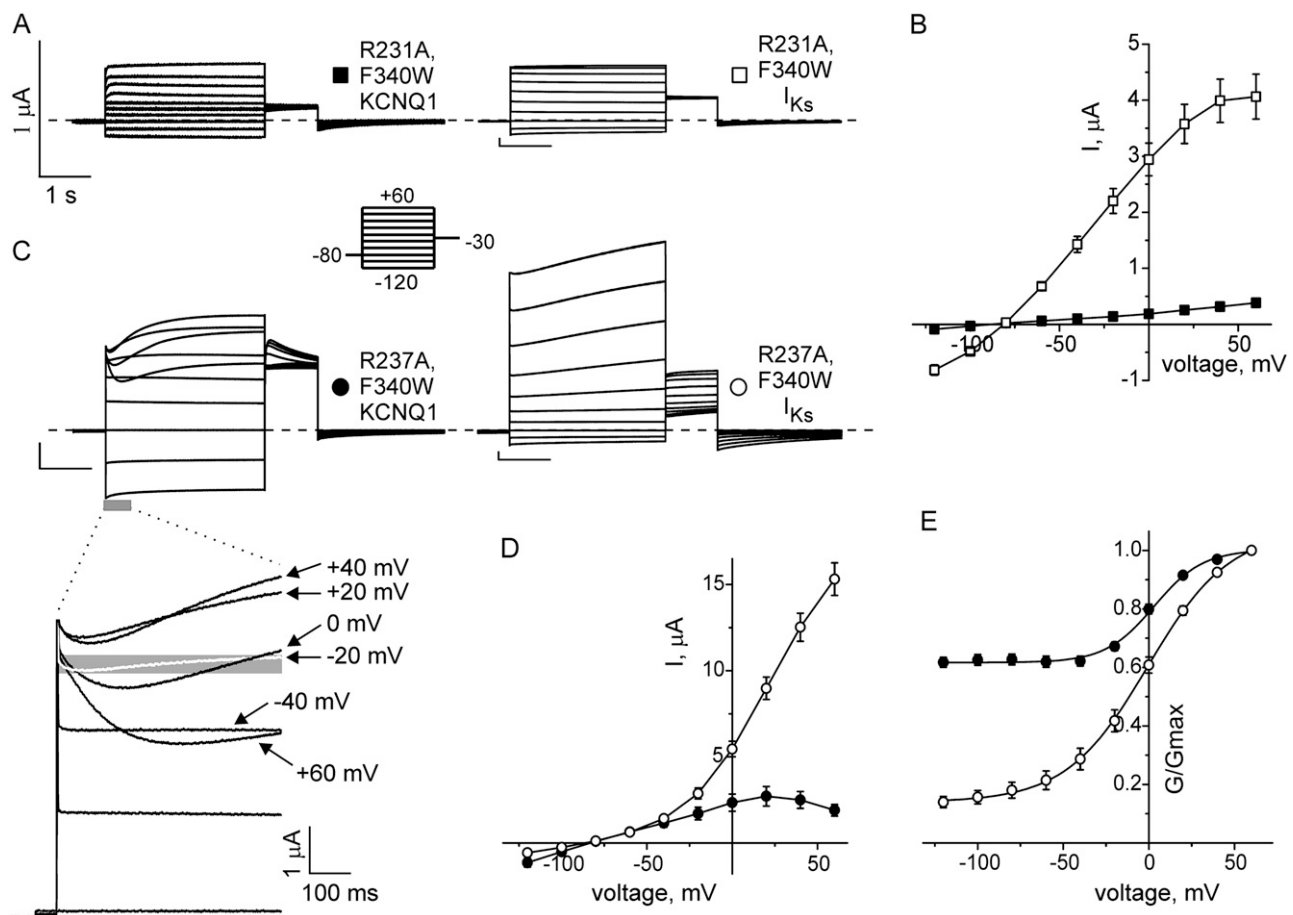 A
R231A,
F340W
KCNQ1
1 μA
1 s
R231A,
F340W
IKs
B
5
4
3
2
1
-1
I, μA
-100
-50
50
voltage, mV
+60
-80
-30
-120
C
R237A,
F340W
KCNQ1
R237A,
F340W
IKs
+40 mV
+20 mV
0 mV
-20 mV
-40 mV
+60 mV
1 μA
100 ms
D
15
10
5
I, μA
-100
-50
50
voltage, mV
E
1.0
0.8
0.6
0.4
0.2
G/Gmax
-100
-50
0
50
voltage, mV